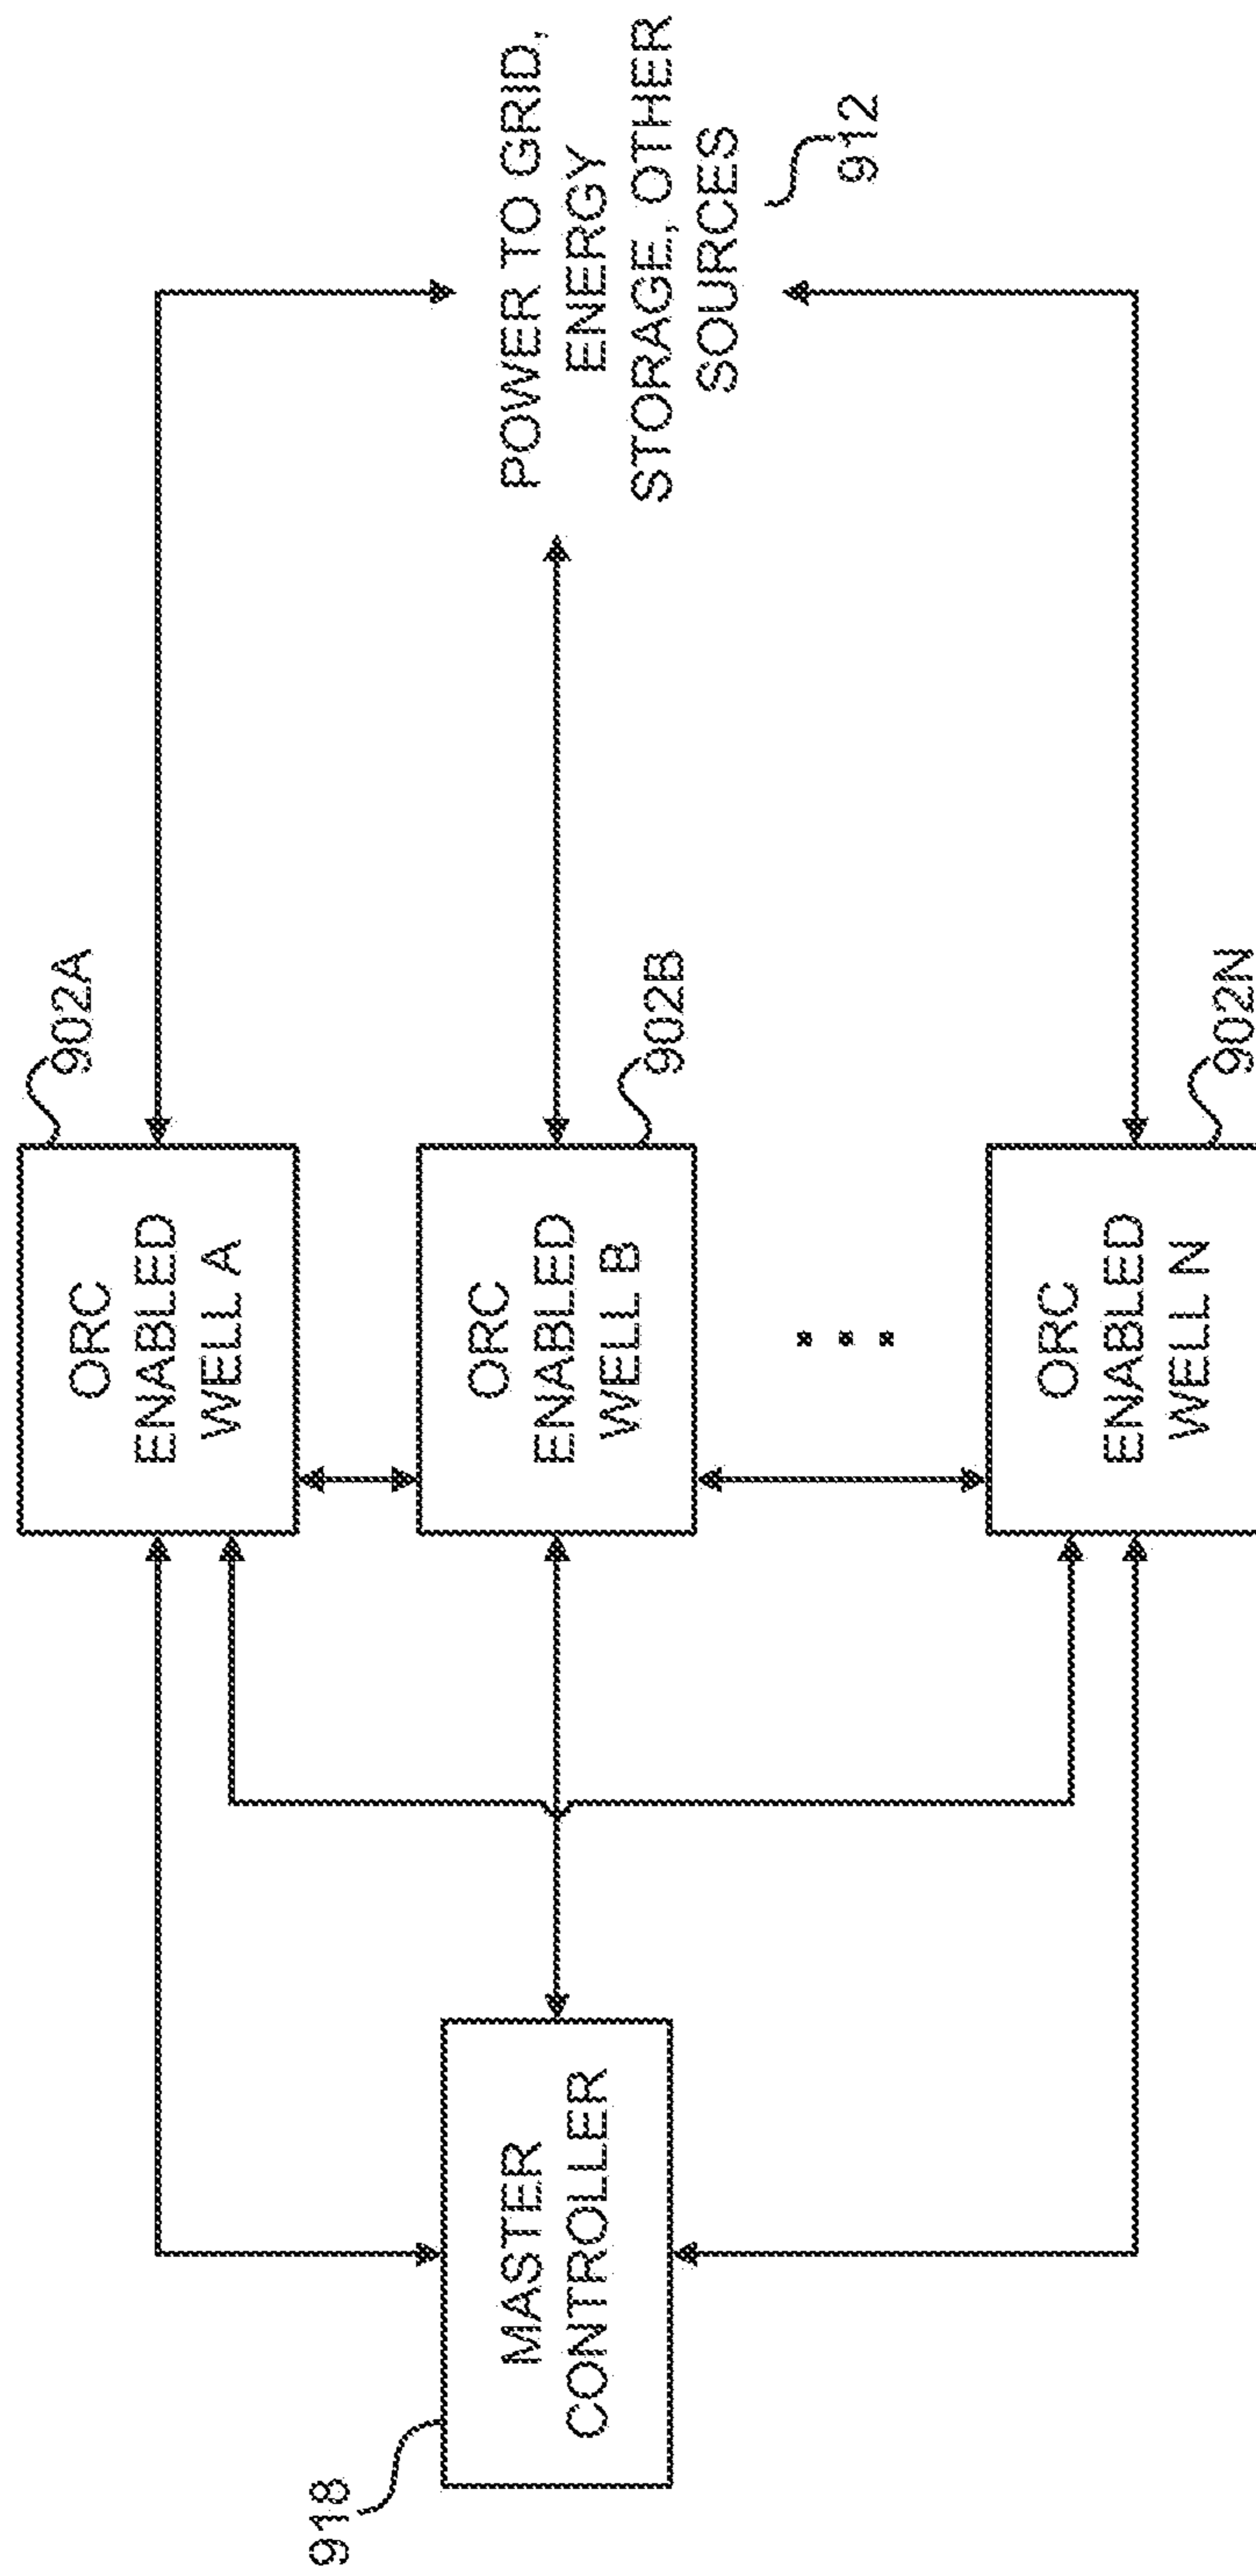 918
MASTER
CONTROLLER
ORC
ENABLED
WELL A
902A
ORC
ENABLED
WELL B
902B
ORC
ENABLED
WELL N
902N
POWER TO GRID,
ENERGY
STORAGE, OTHER
SOURCES
912